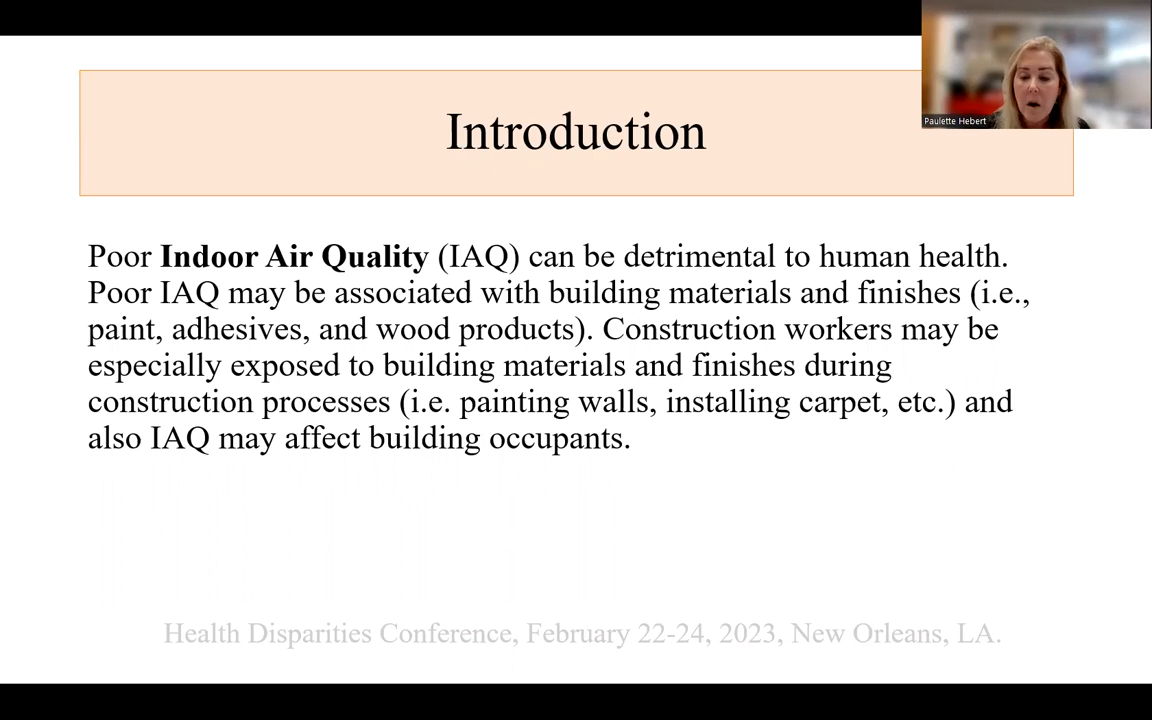 Paulette Hebert
Introduction
Poor Indoor Air Quality (IAQ) can be detrimental to human health.
Poor IAQ may be associated with building materials and finishes (i.e.,
paint, adhesives, and wood products). Construction workers may be
especially exposed to building materials and finishes during
construction processes (i.e. painting walls, installing carpet, etc.) and
also IAQ may affect building occupants.
Health Disparities Conference, February 22-24, 2023, New Orleans, LA.